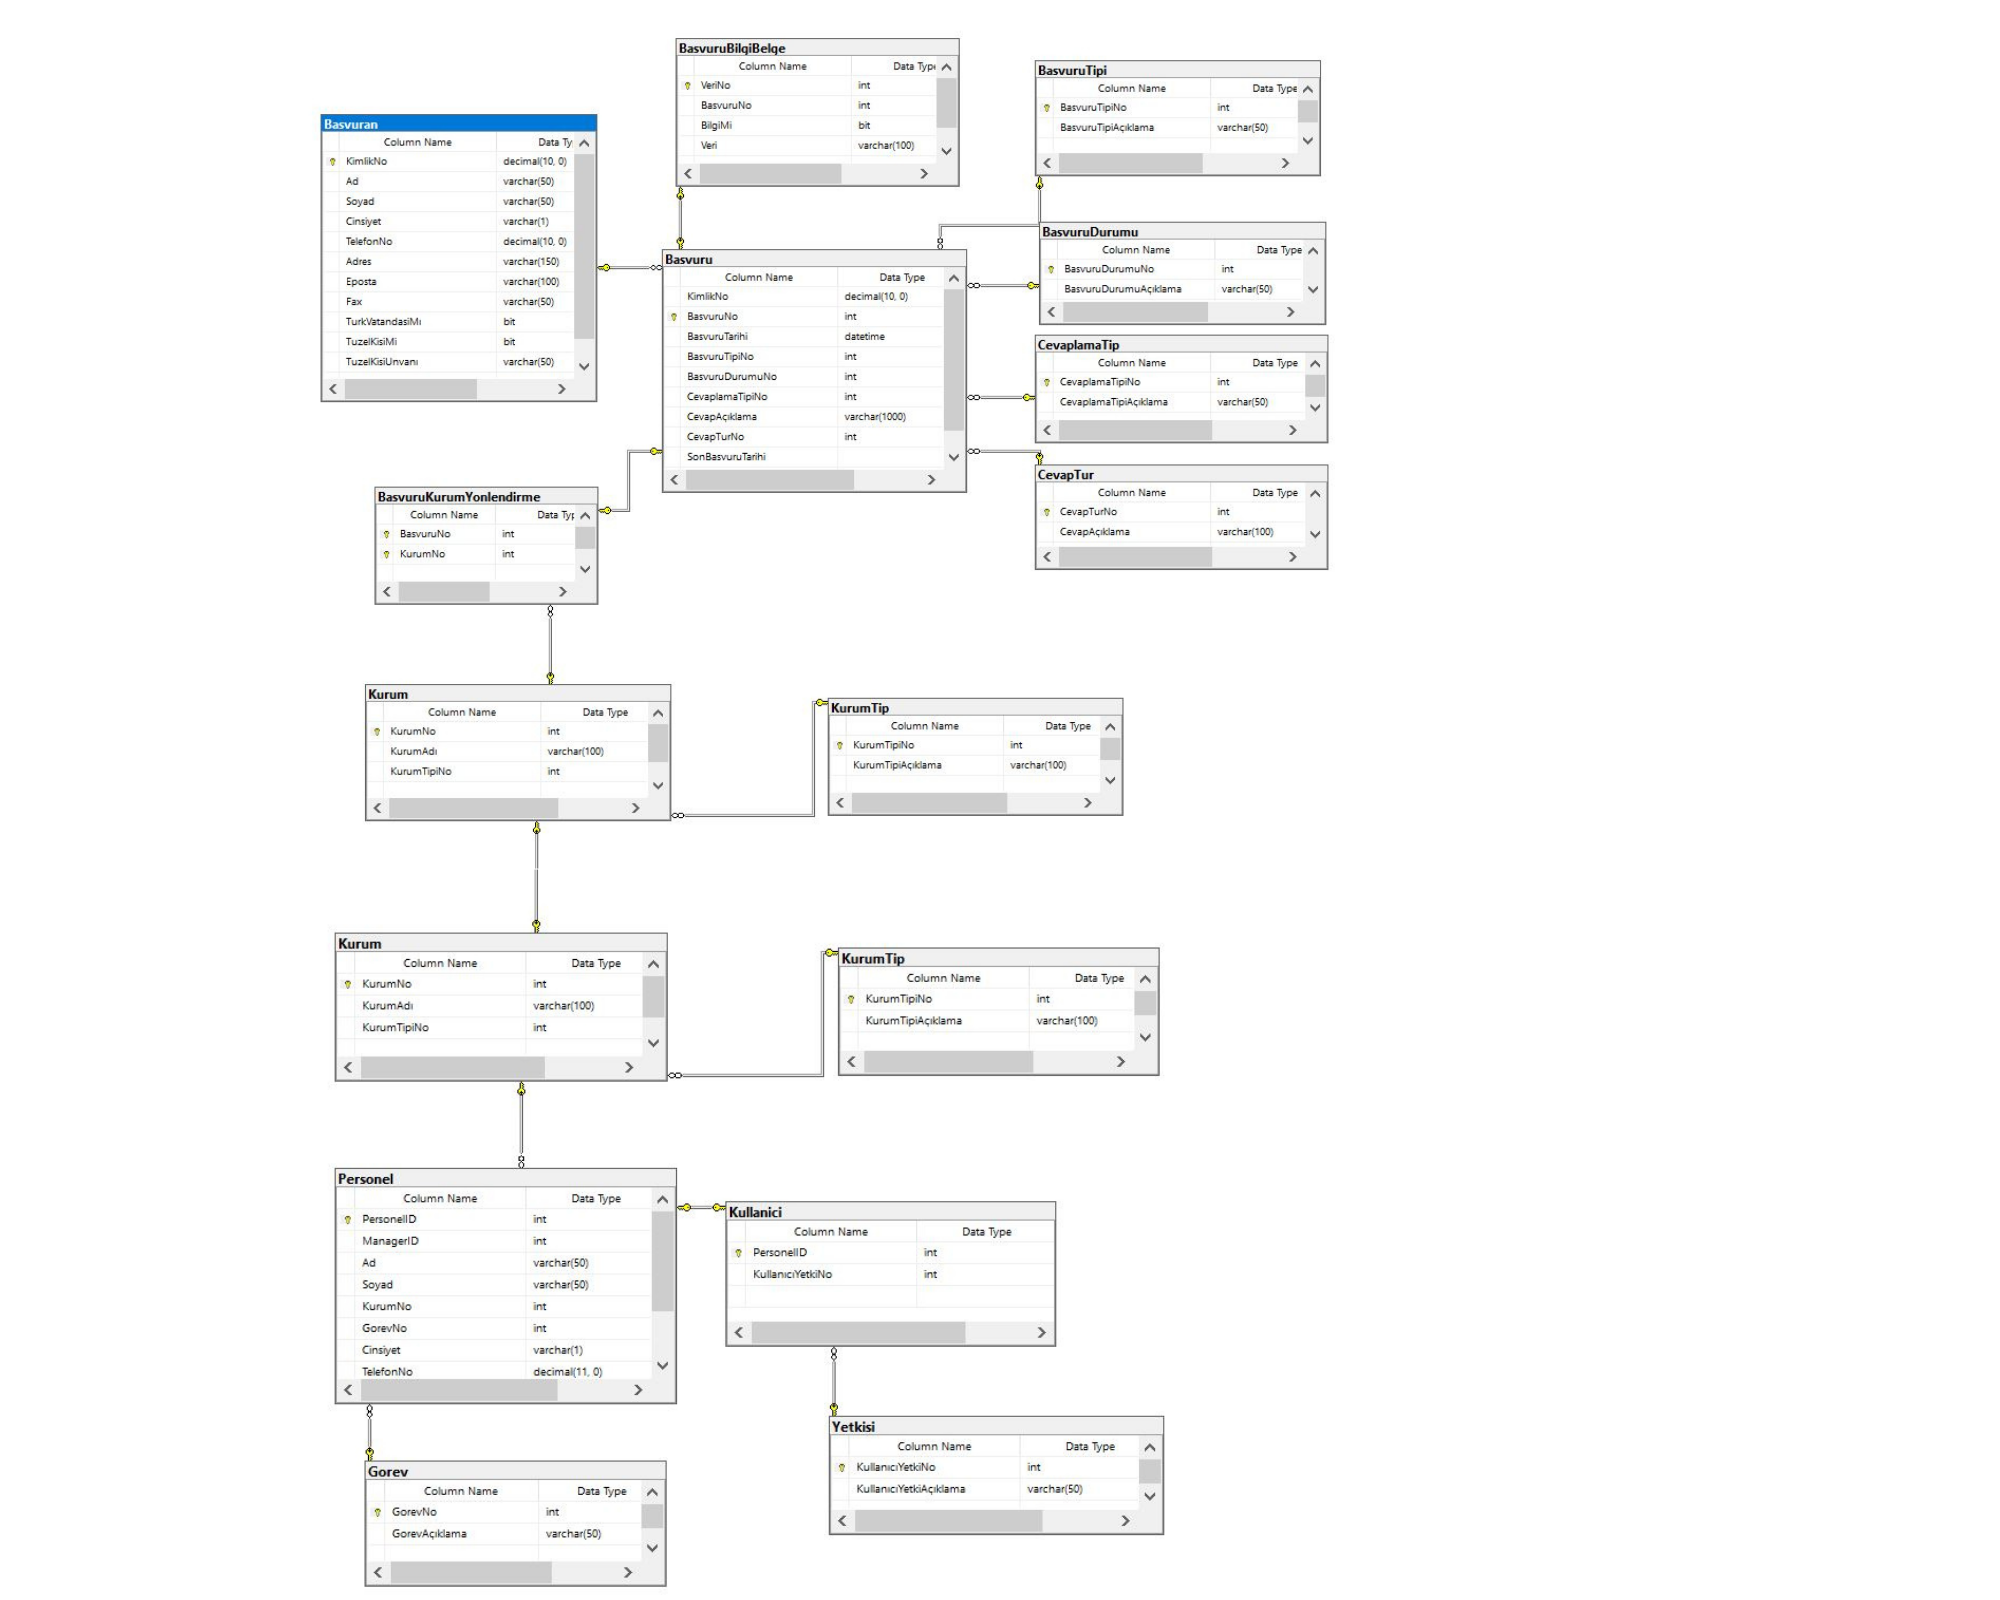 BasvuruBilgiBelge
Column Name Data Typ
VeriNo int
BasvuruNo int
BilgiMi bit
Veri varchar(100)
BasvuruTipi
Column Name Data Type
BasvuruTipiNo int
BasvuruTipiAçıklama varchar(50)
Basvuran
Column Name Data Ty
KimlikNo decimal(10, 0)
Ad varchar(50)
Soyad varchar(50)
Cinsiyet varchar(1)
TelefonNo decimal(10, 0)
Adres varchar(150)
Eposta varchar(100)
Fax varchar(50)
TurkVatandasiMı bit
TuzelKisiMi bit
TuzelKisiUnvanı varchar(50)
BasvuruDurumu
Column Name Data Type
BasvuruDurumuNo int
BasvuruDurumuAçıklama varchar(50)
Basvuru
Column Name Data Type
KimlikNo decimal(10, 0)
BasvuruNo int
BasvuruTarihi datetime
BasvuruTipiNo int
BasvuruDurumuNo int
CevaplamaTipiNo int
CevapAçıklama varchar(1000)
CevapTurNo int
SonBasvuruTarihi
CevaplamaTip
Column Name Data Type
CevaplamaTipiNo int
CevaplamaTipiAçıklama varchar(50)
CevapTur
Column Name Data Type
CevapTurNo int
CevapAçıklama varchar(100)
BasvuruKurumYonlendirme
Column Name Data Typ
BasvuruNo int
KurumNo int
Kurum
Column Name Data Type
KurumNo int
KurumAdı varchar(100)
KurumTipiNo int
KurumTip
Column Name Data Type
KurumTipiNo int
KurumTipiAçıklama varchar(100)
Kurum
Column Name Data Type
KurumNo int
KurumAdı varchar(100)
KurumTipiNo int
KurumTip
Column Name Data Type
KurumTipiNo int
KurumTipiAçıklama varchar(100)
Personel
Column Name Data Type
PersonelID int
ManagerID int
Ad varchar(50)
Soyad varchar(50)
KurumNo int
GorevNo int
Cinsiyet varchar(1)
TelefonNo decimal(11, 0)
Kullanici
Column Name Data Type
PersonelID int
KullanıcıYetkiNo int
Yetkisi
Column Name Data Type
KullanıcıYetkiNo int
KullanıcıYetkiAçıklama varchar(50)
Gorev
Column Name Data Type
GorevNo int
GorevAçıklama varchar(50)